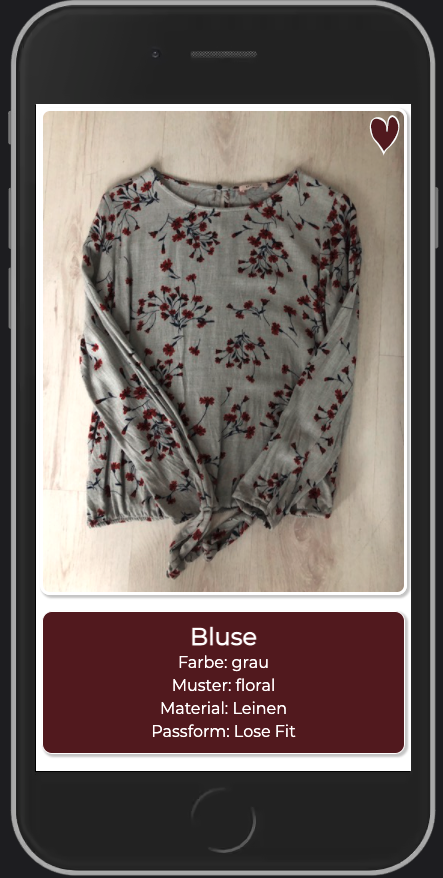 Bluse
Farbe: grau
Muster: floral
Material: Leinen
Passform: Lose Fit